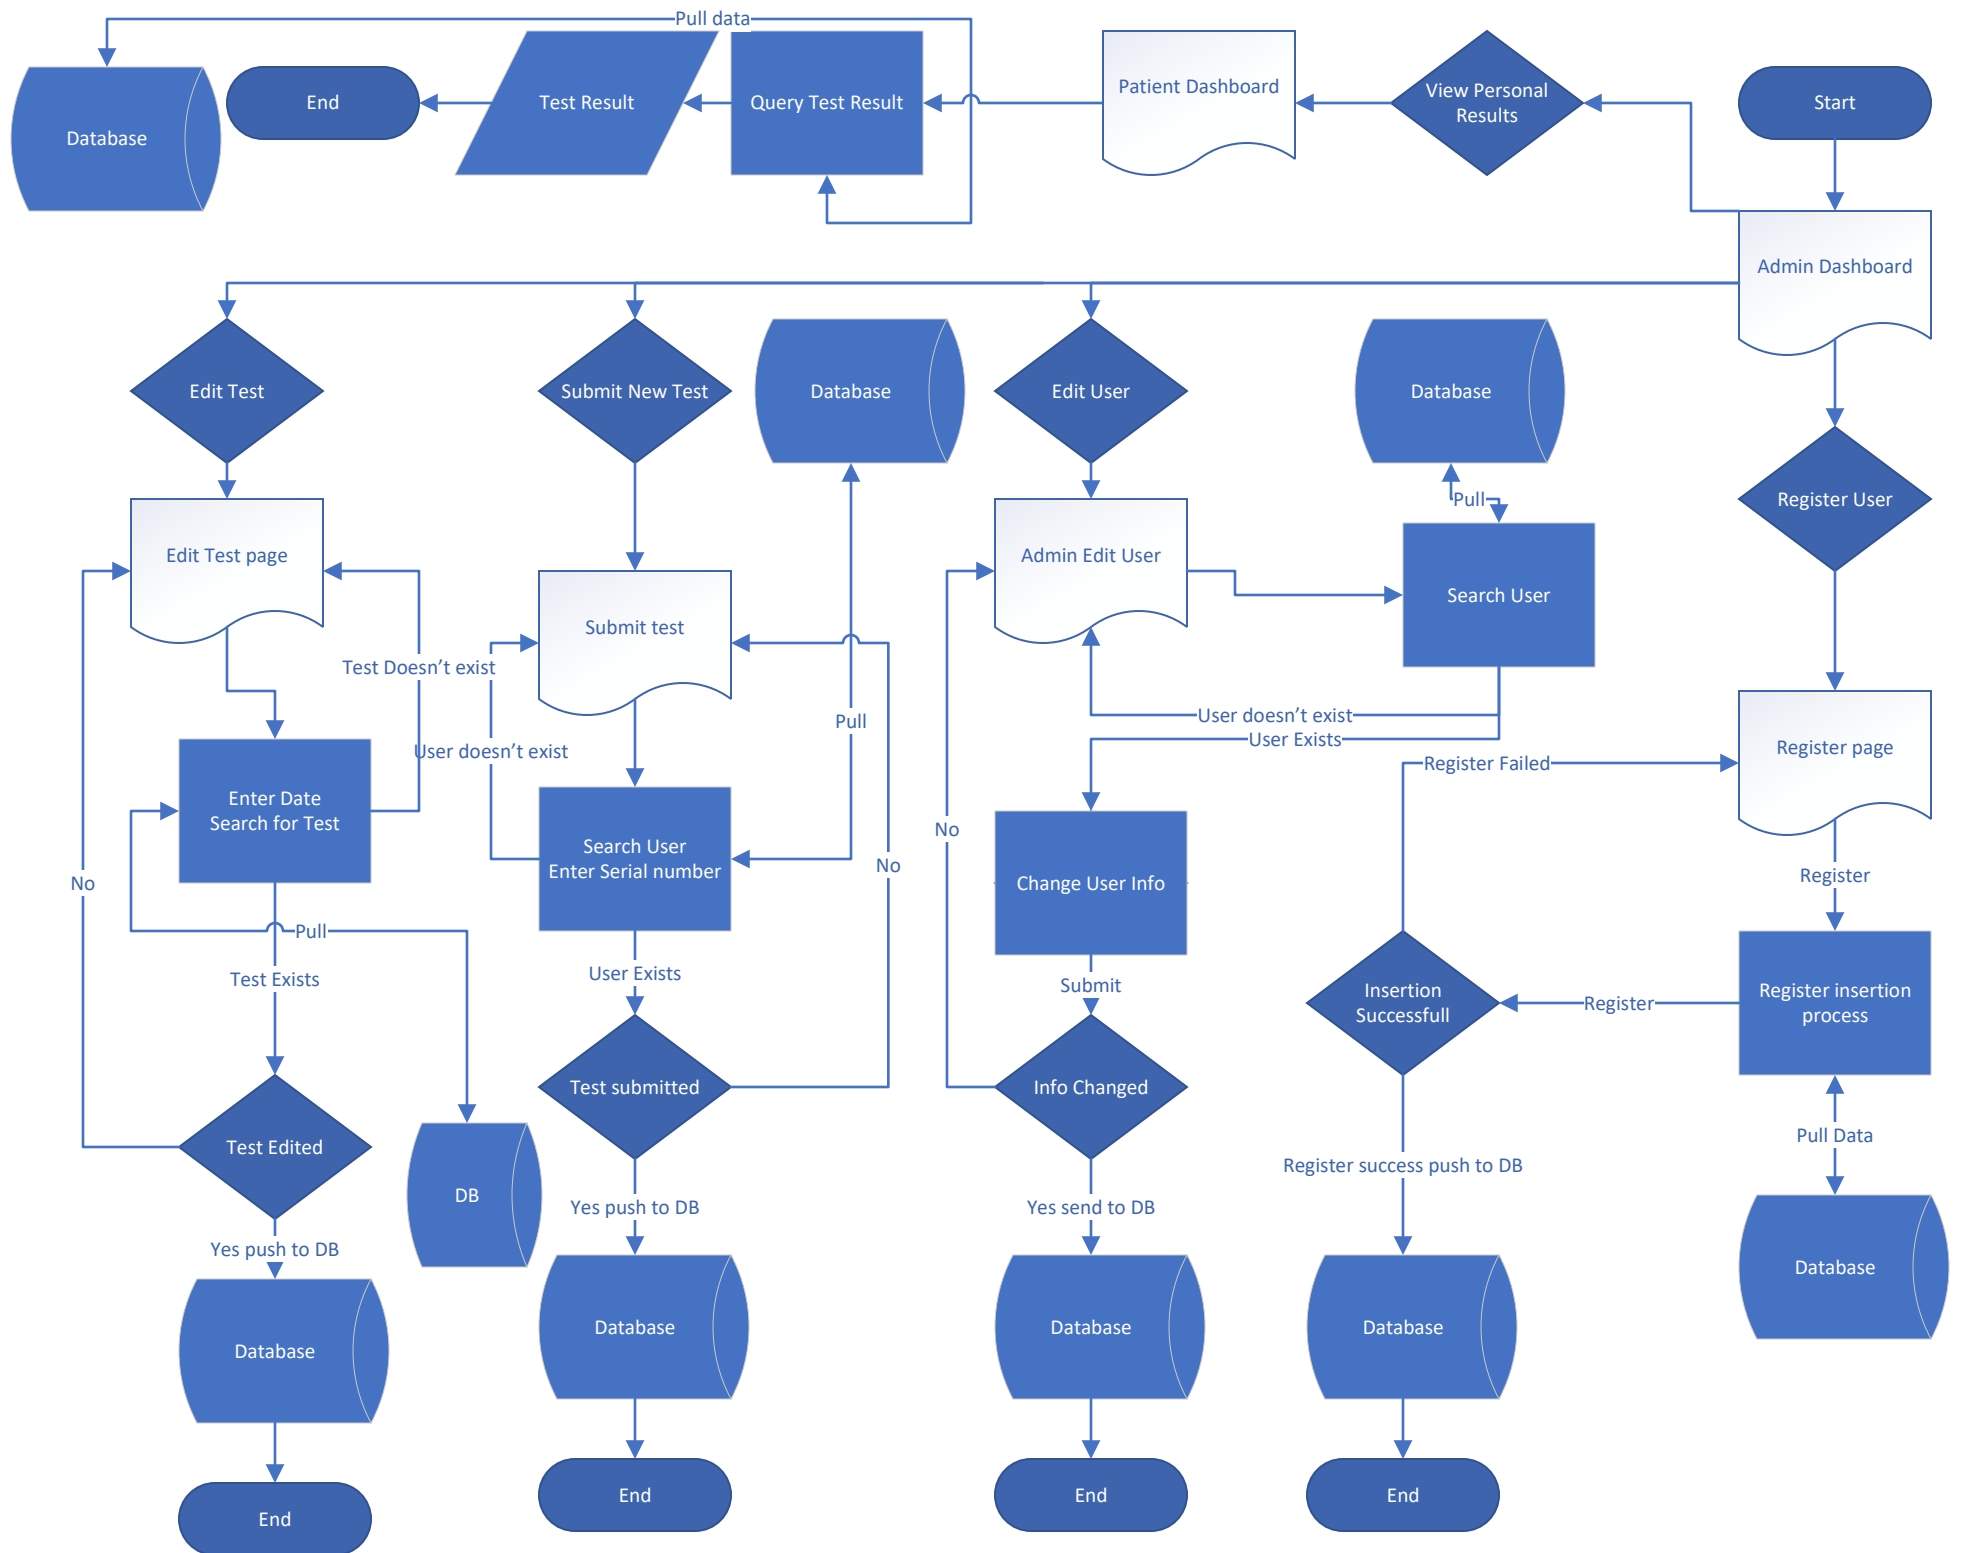 Pull data
Database
End
Test Result
Query Test Result
Patient Dashboard
View Personal
Results
Start
Admin Dashboard
Edit Test
Submit New Test
Database
Edit User
Database
Register User
Pull
Edit Test page
Submit test
Admin Edit User
Search User
Test Doesn't exist
User doesn't exist
Pull
User doesn't exist
User Exists
Register page
Register Failed
Enter Date
Search for Test
Search User
Enter Serial number
No
No
No
Change User Info
Register
Pull
Test Exists
User Exists
Submit
Insertion
Successfull
Register
Register insertion
process
Test Edited
DB
Test submitted
Info Changed
Pull Data
Register success push to DB
Yes push to DB
Yes push to DB
Yes send to DB
Database
Database
Database
Database
Database
End
End
End
End